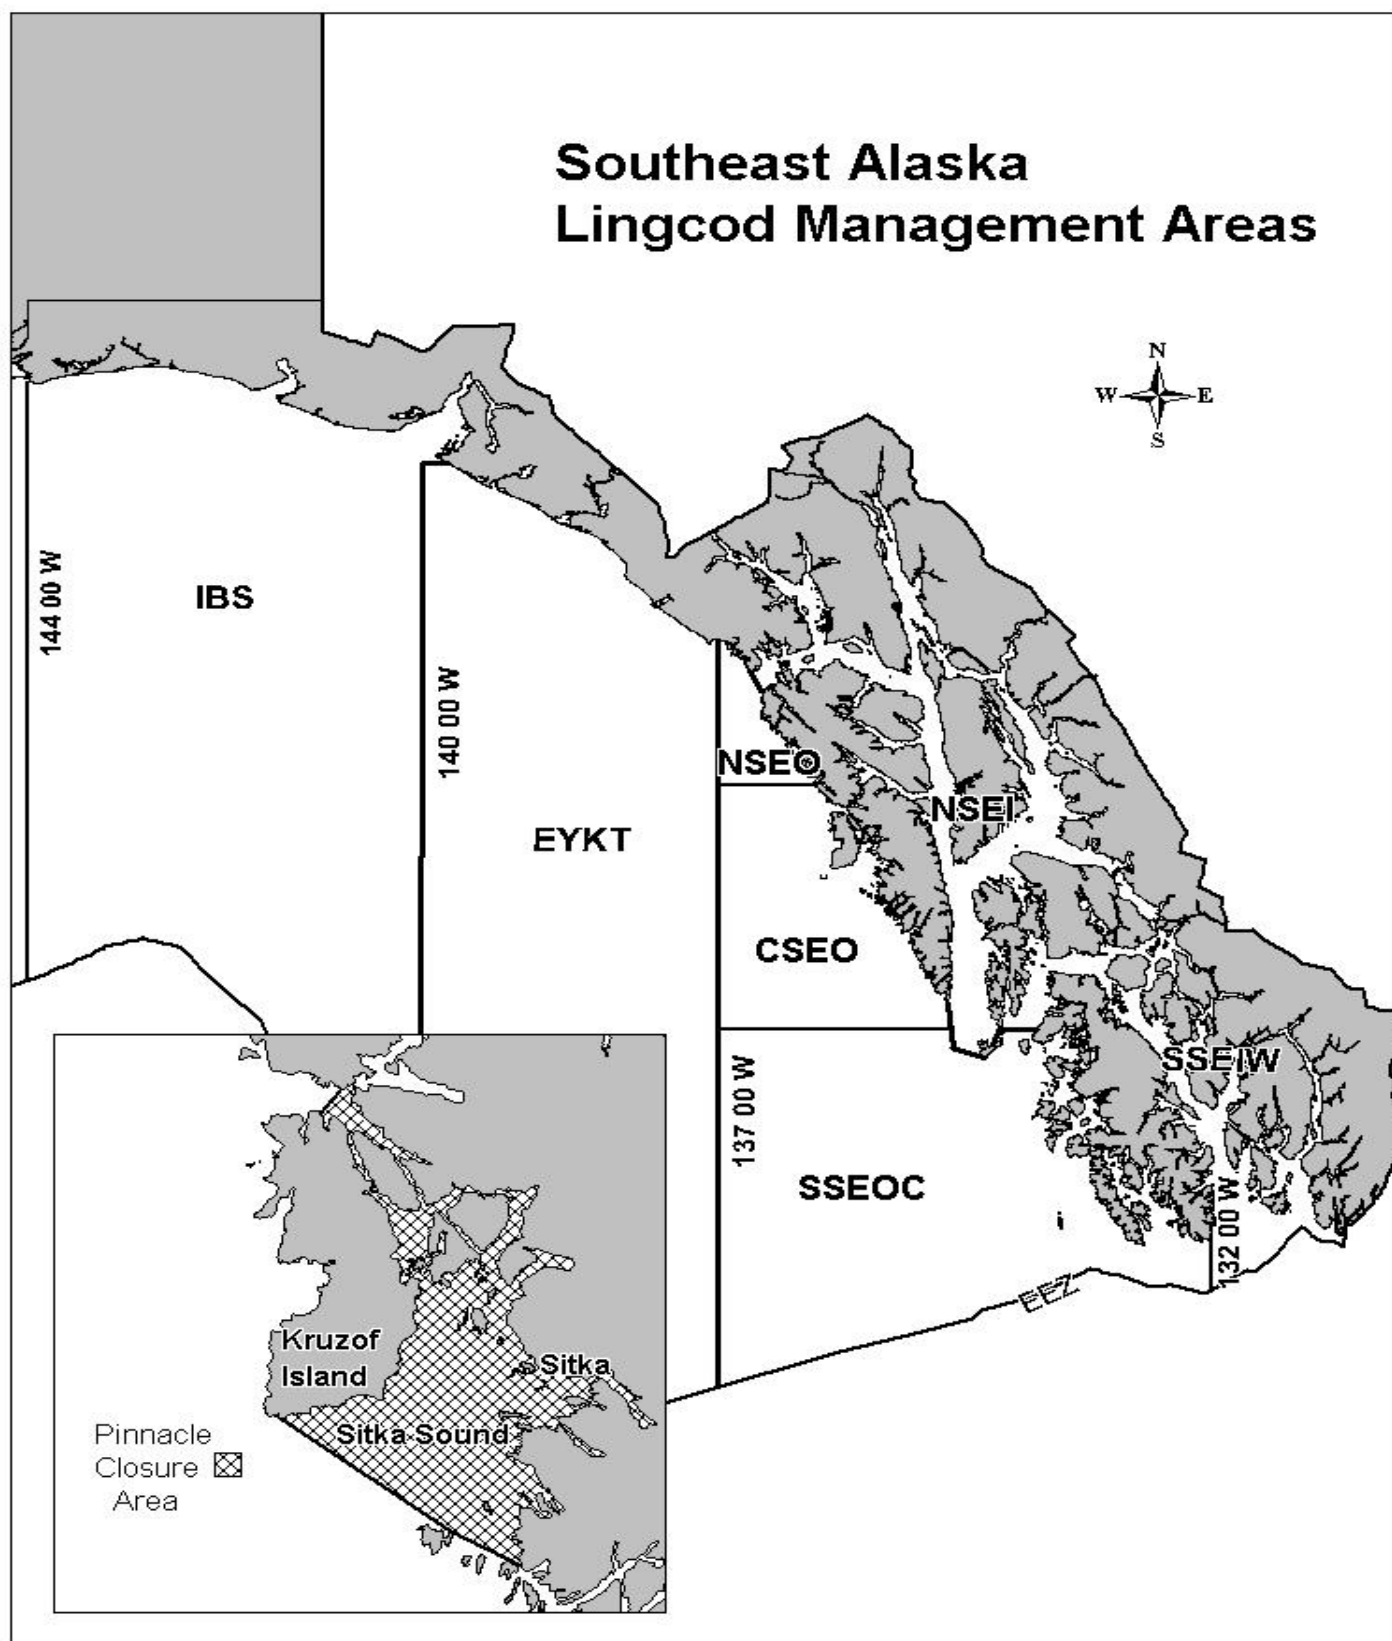 Southeast Alaska
Lingcod Management Areas
N
W E
S
144 00 W
IBS
140 00 W
EYKT
NSEO
NSEI
CSEO
137 00 W
SSEOC
SSEIW
132 00 W
EEZ
Kruzof
Island
Sitka
Sitka Sound
Pinnacle
Closure
Area